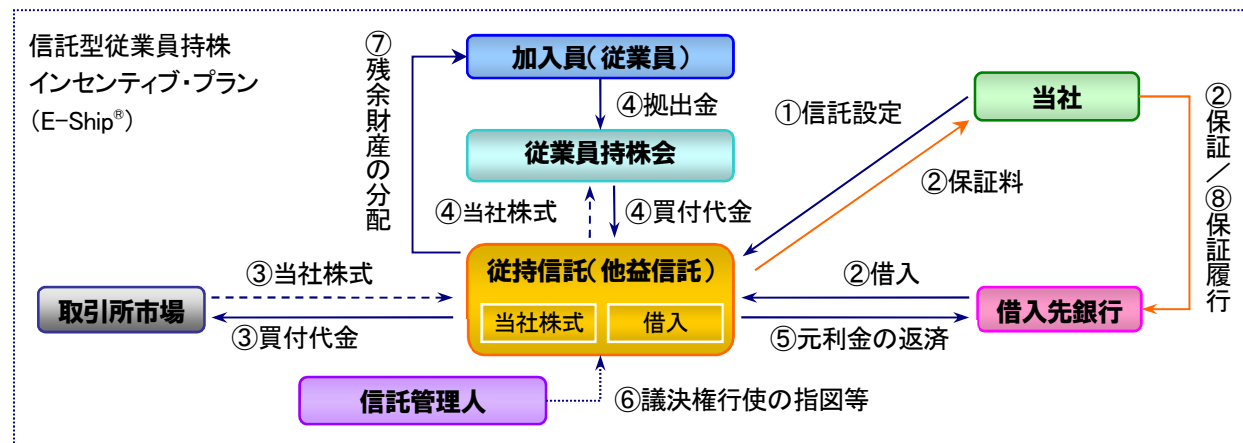 信託型従業員持株
インセンティブ・プラン
（E-Ship®）
⑦残余財産の分配
加入員（従業員）
④拠出金
従業員持株会
④当社株式
④買付代金
①信託設定
②保証料
当社
②保証／⑧保証履行
従持信託（他益信託）
当社株式
借入
③当社株式
取引所市場
③買付代金
②借入
⑤元利金の返済
借入先銀行
信託管理人
⑥議決権行使の指図等